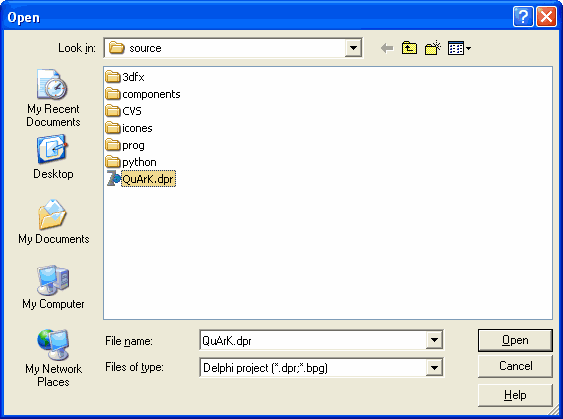 Open
Look in: source
3dfx
components
CVS
icones
prog
python
QuArK.dpr
My Recent
Documents
Desktop
My Documents
My Computer
My Network
Places
File name: QuArK.dpr Open
Files of type: Delphi project (*.dpr;*.bpg) Cancel
Help